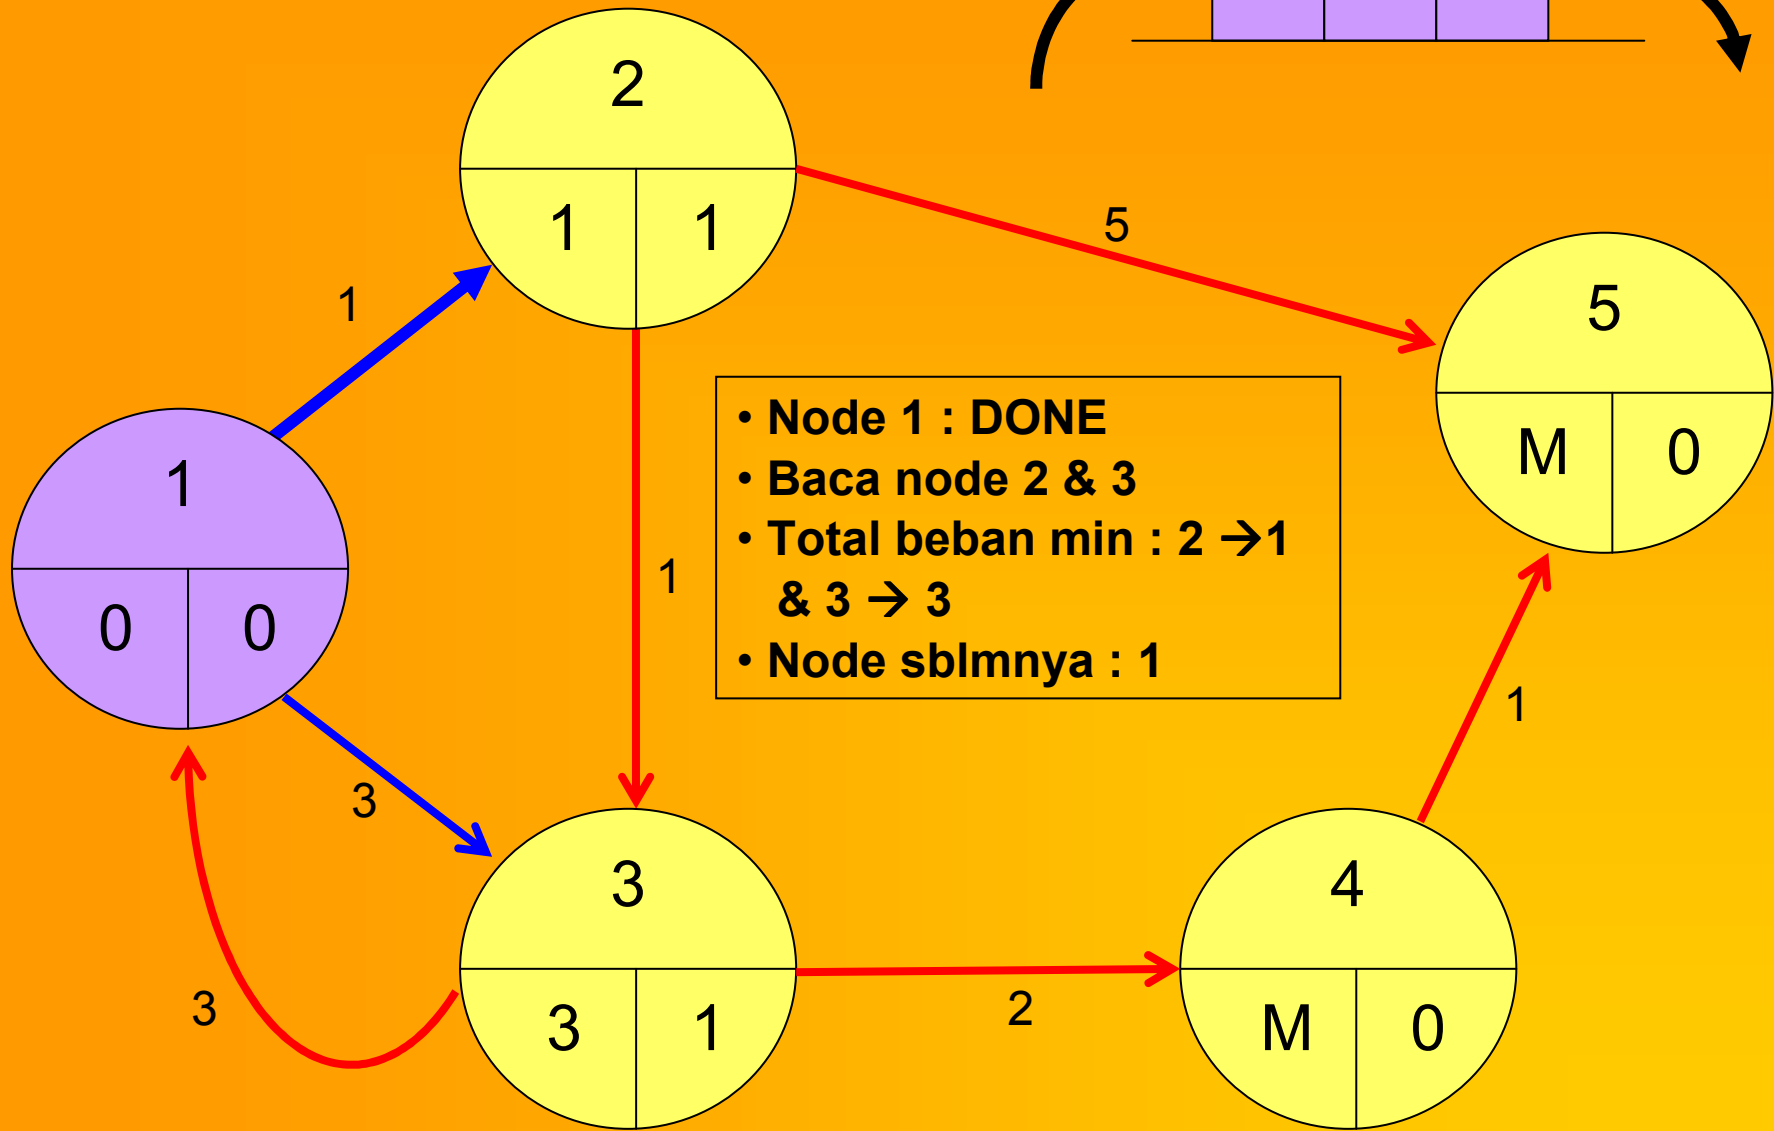 2
1 1
5
1
5
M 0
• Node 1 : DONE
• Baca node 2 & 3
• Total beban min : 2 →1
& 3 → 3
• Node sblmnya : 1
1
0 0
1
1
3
3
3 1
3
2
4
M 0